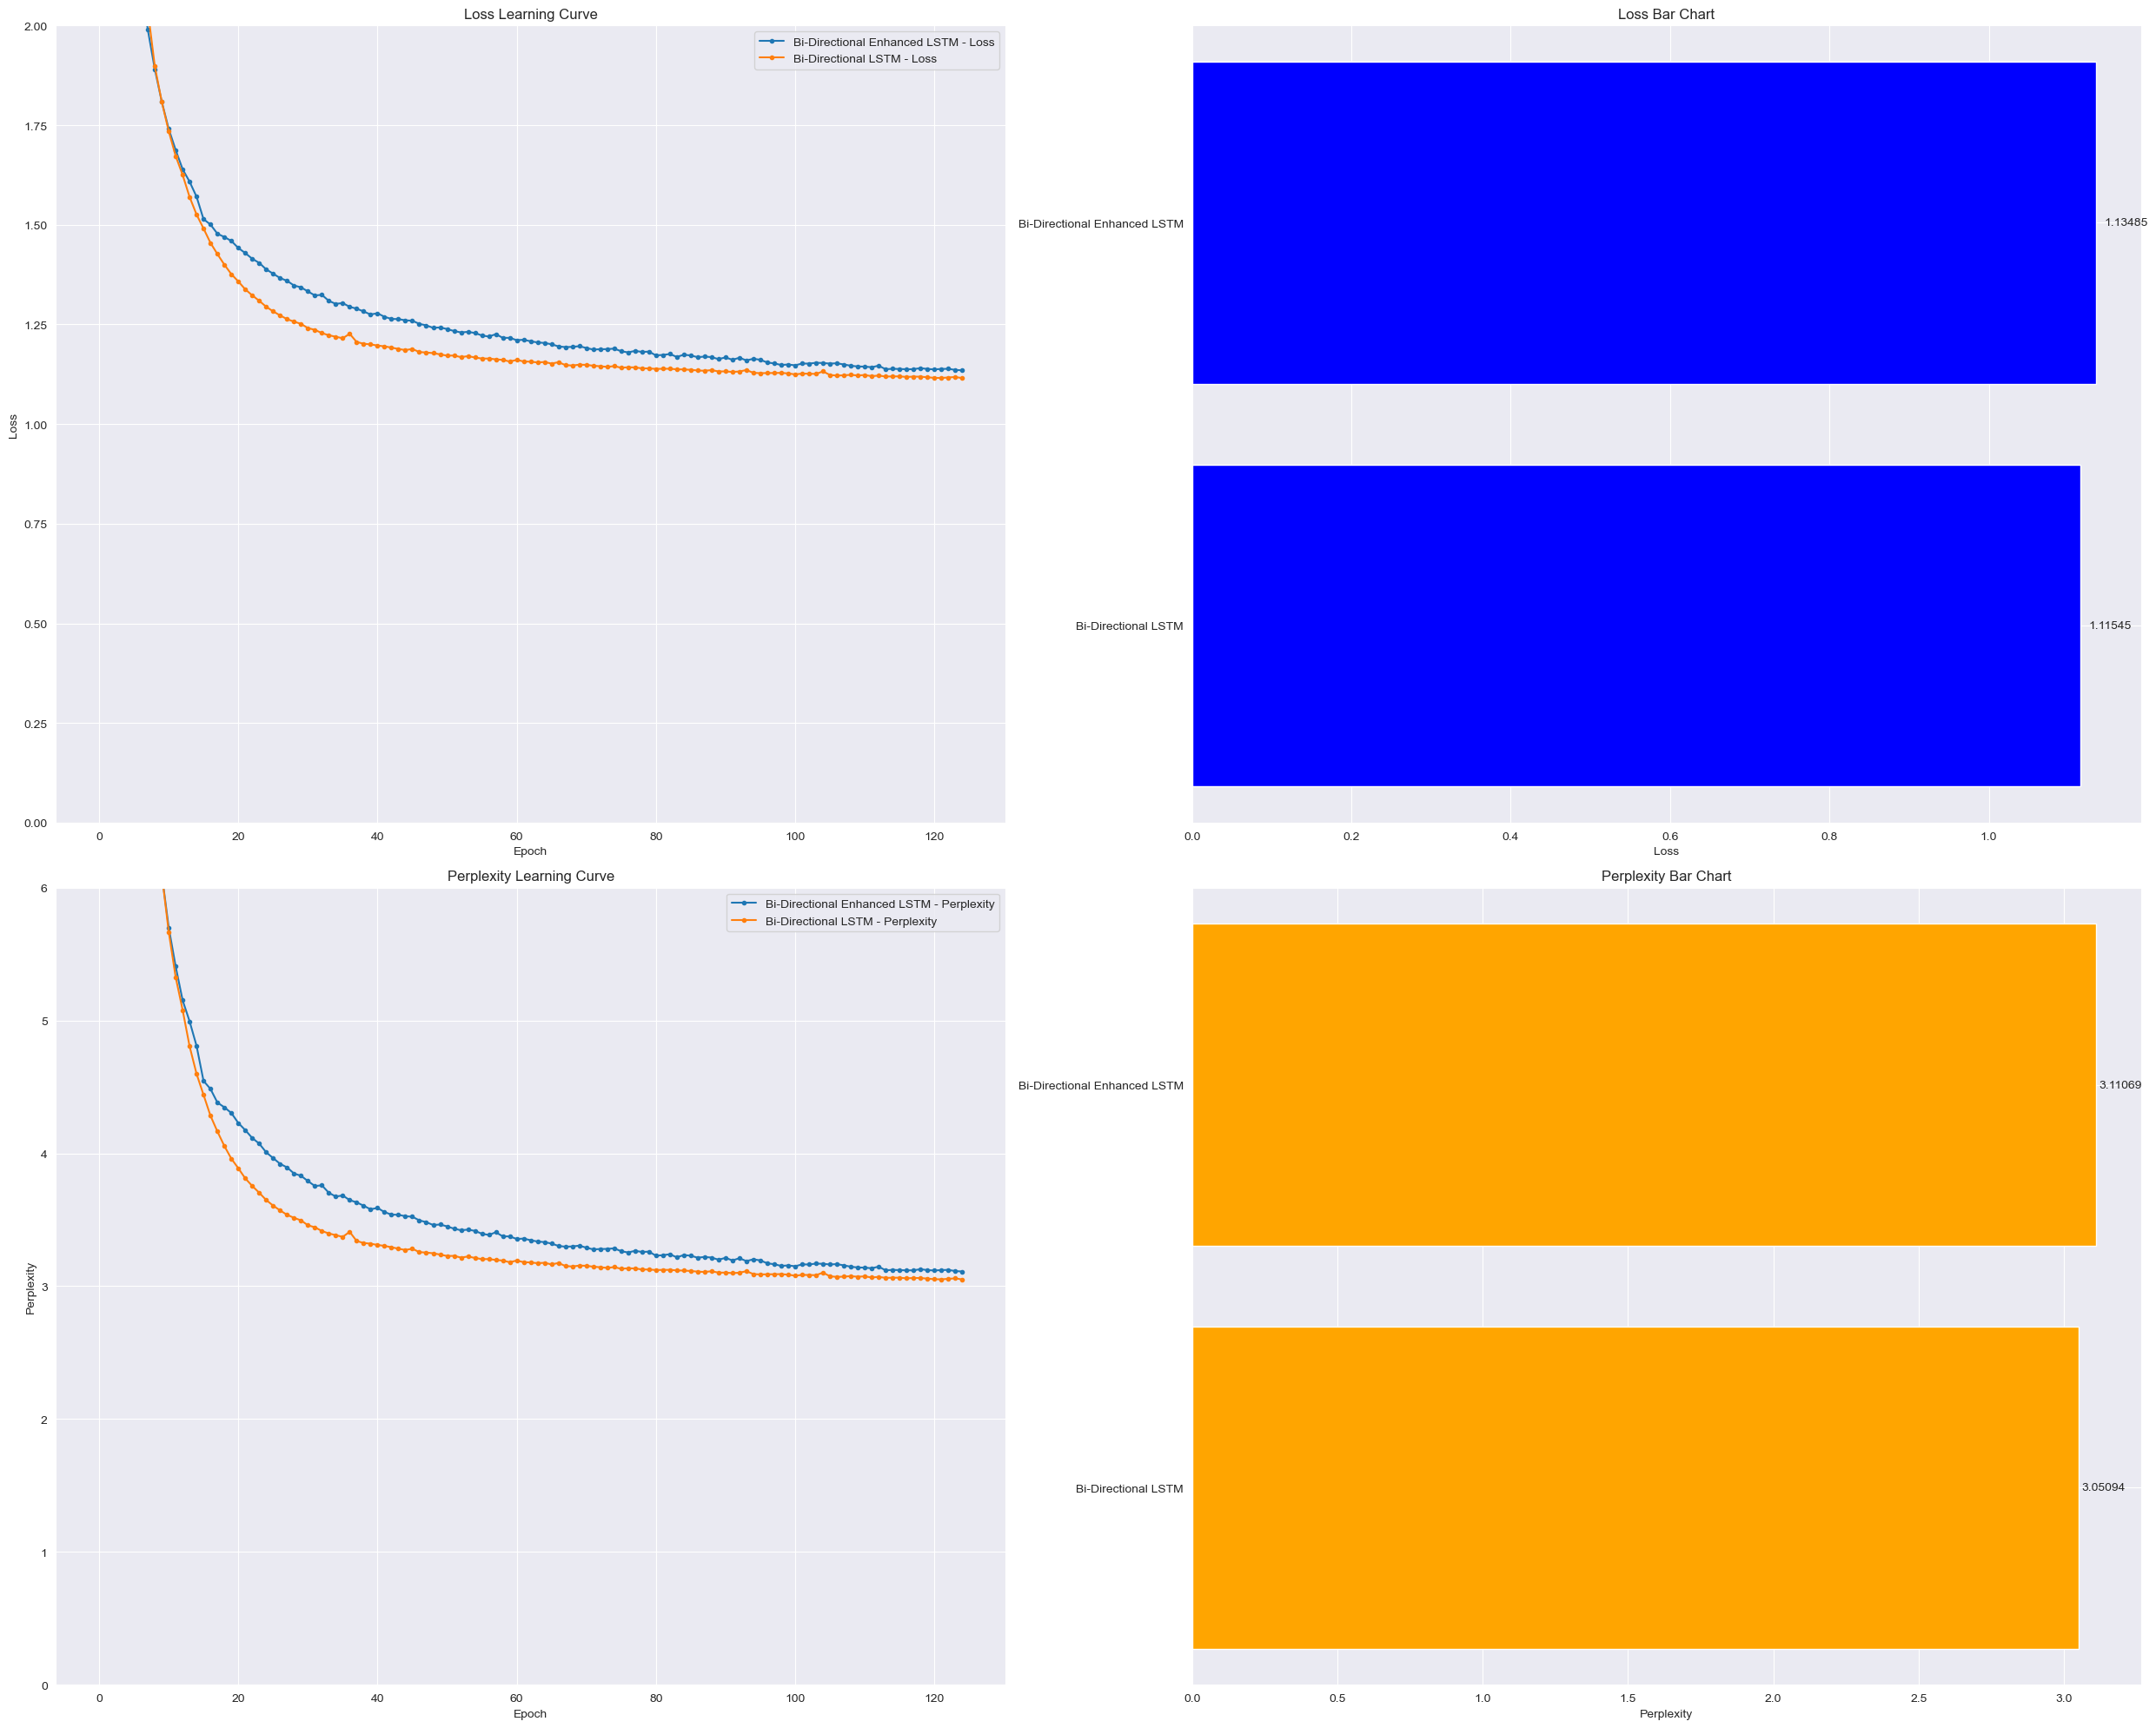 Loss Learning Curve
2.00
1.75
1.50
1.25
1.00
0.75
0.50
0.25
0.00
Loss
Bi-Directional Enhanced LSTM - Loss
Bi-Directional LSTM - Loss
0 20 40 60 80 100 120
Epoch
Loss Bar Chart
Bi-Directional Enhanced LSTM
1.13485
Bi-Directional LSTM
1.11545
0.0 0.2 0.4 0.6 0.8 1.0
Loss
Perplexity Learning Curve
6
5
4
3
2
1
0
Perplexity
Bi-Directional Enhanced LSTM - Perplexity
Bi-Directional LSTM - Perplexity
0 20 40 60 80 100 120
Epoch
Perplexity Bar Chart
Bi-Directional Enhanced LSTM
3.11069
Bi-Directional LSTM
3.05094
0.0 0.5 1.0 1.5 2.0 2.5 3.0
Perplexity